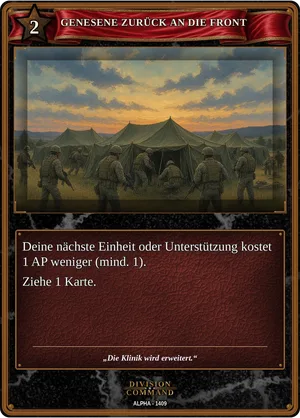 2
GENESENE ZURÜCK AN DIE FRONT
Deine nächste Einheit oder Unterstützung kostet
1 AP weniger (mind. 1).
Ziehe 1 Karte.
„Die Klinik wird erweitert.“
DIVISION
COMMAND
ALPHA - 1409